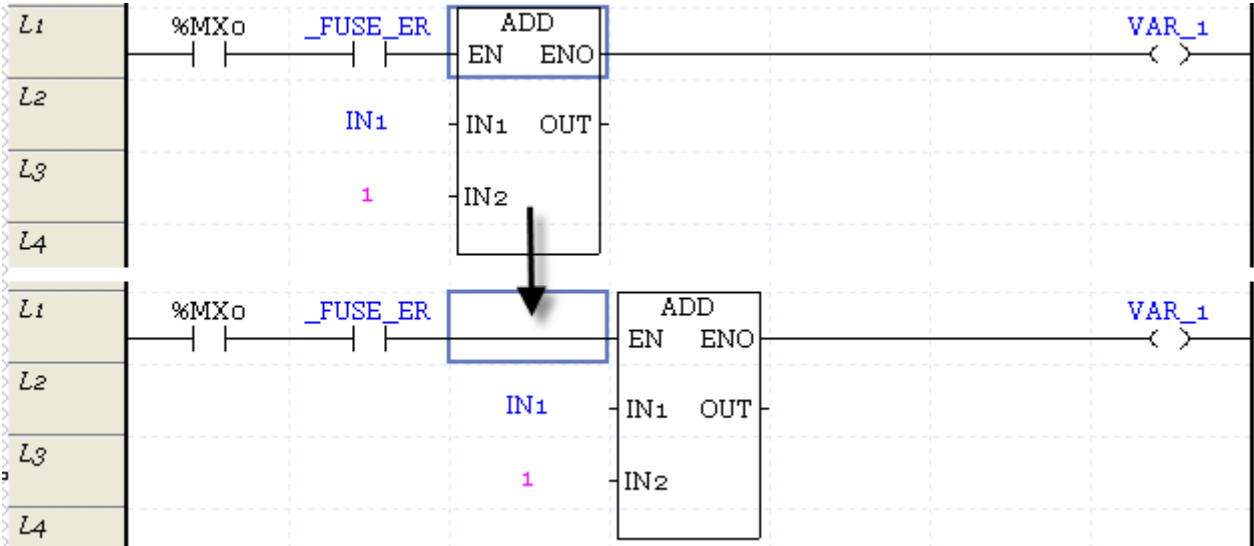 L1 %MX0 _FUSE_ER ADD VAR_1
EN ENO
L2 IN1 IN1 OUT
L3 1 IN2
L4
L1 %MX0 _FUSE_ER ADD VAR_1
EN ENO
L2 IN1 IN1 OUT
L3 1 IN2
L4